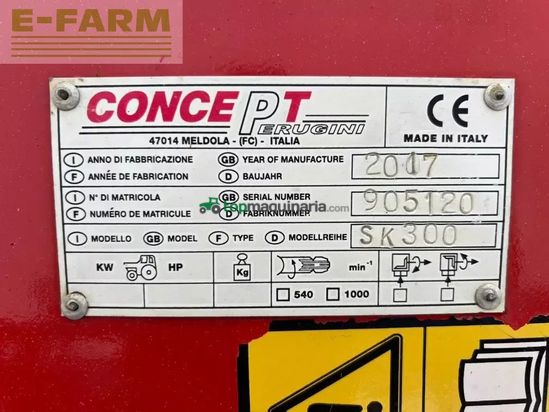 E-FARM
CONCEPT
PERUGINI
47014 MELDOLA - (FC) - ITALIA
CE
MADE IN ITALY
I ANNO DI FABBRICAZIONE GB YEAR OF MANUFACTURE 2017
F ANNÉE DE FABRICATION D BAUJAHR
topmaquinaria.com
I N° DI MATRICOLA GB SERIAL NUMBER 905120
F NUMÉRO DE MATRICULE D FABRIKNUMMER
I MODELLO GB MODEL F TYPE D MODELLREIHE SK300
KW HP Kg min⁻¹
540 1000